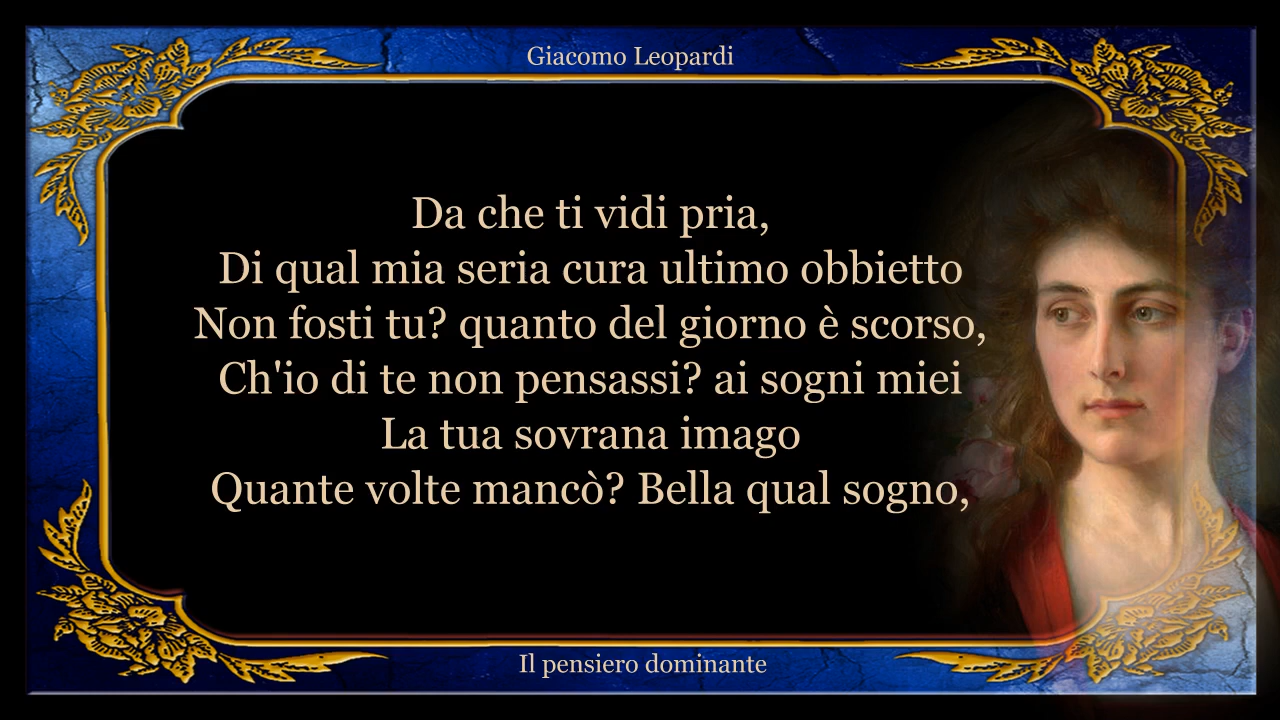 Giacomo Leopardi
Da che ti vidi pria,
Di qual mia seria cura ultimo obbietto
Non fosti tu? quanto del giorno è scorso,
Ch'io di te non pensassi? ai sogni miei
La tua sovrana imago
Quante volte mancò? Bella qual sogno,
Il pensiero dominante